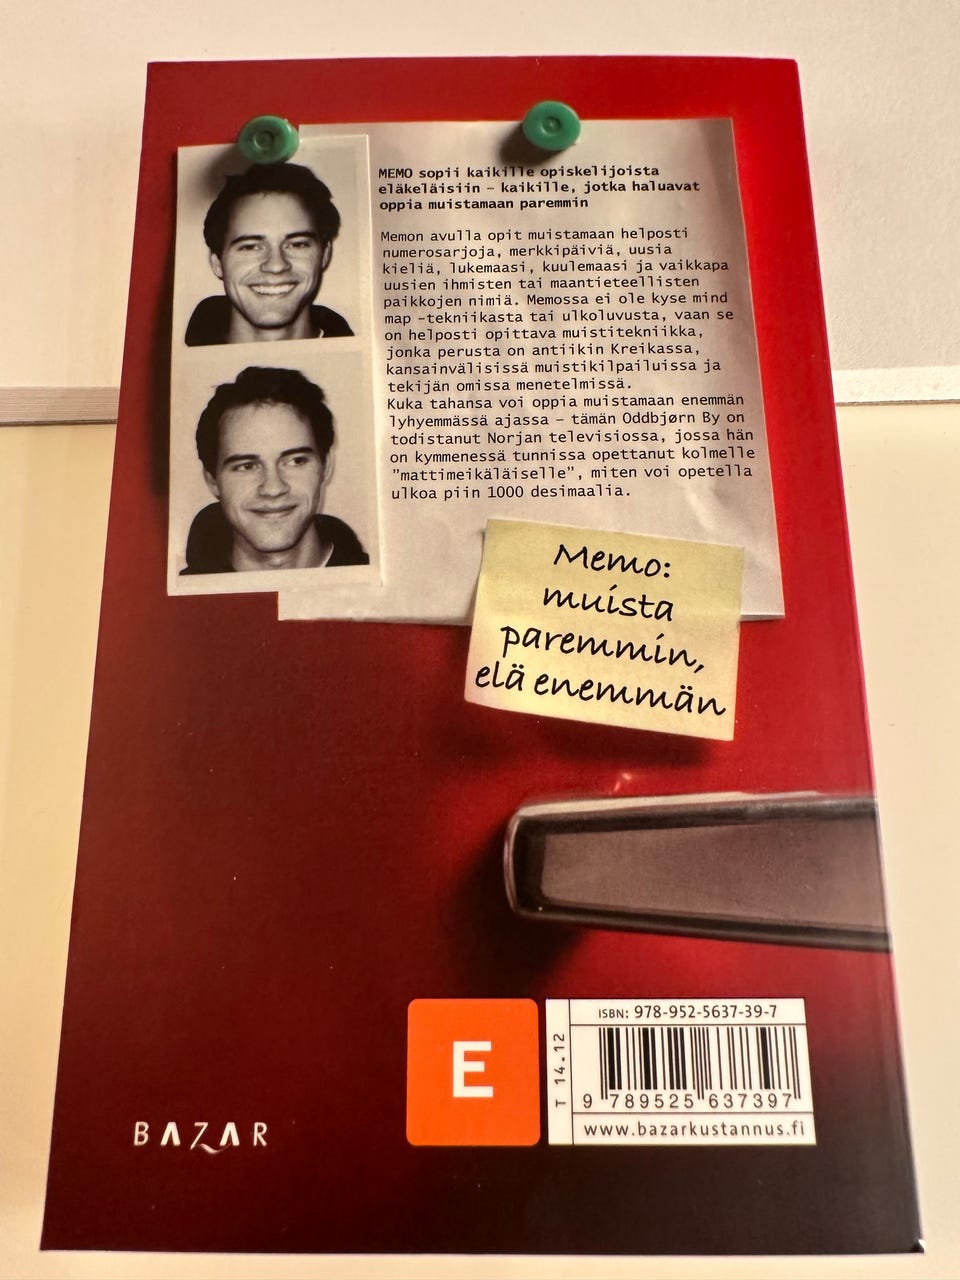 MEMO sopii kaikille opiskelijoista
eläkeläisiin – kaikille, jotka haluavat
oppia muistamaan paremmin
Memon avulla opit muistamaan helposti
numerosarjoja, merkkipäiviä, uusia
kieliä, lukemaasi, kuulemaasi ja vaikkapa
uusien ihmisten tai maantieteellisten
paikkojen nimiä. Memossa ei ole kyse mind
map –tekniikasta tai ulkoluvusta, vaan se
on helposti opittava muistitekniikka,
jonka perusta on antiikin Kreikassa,
kansainvälisissä muistikilpailuissa ja
tekijän omissa menetelmissä.
Kuka tahansa voi oppia muistamaan enemmän
lyhyemmässä ajassa – tämän Oddbjørn By on
todistanut Norjan televisiossa, jossa hän
on kymmenessä tunnissa opettanut kolmelle
”mattimeikäläiselle”, miten voi opetella
ulkoa piin 1000 desimaalia.
Memo:
muista
paremmin,
elä enemmän
BAZAR
E
T 14.12
ISBN: 978-952-5637-39-7
9 789525 637397
www.bazarkustannus.fi